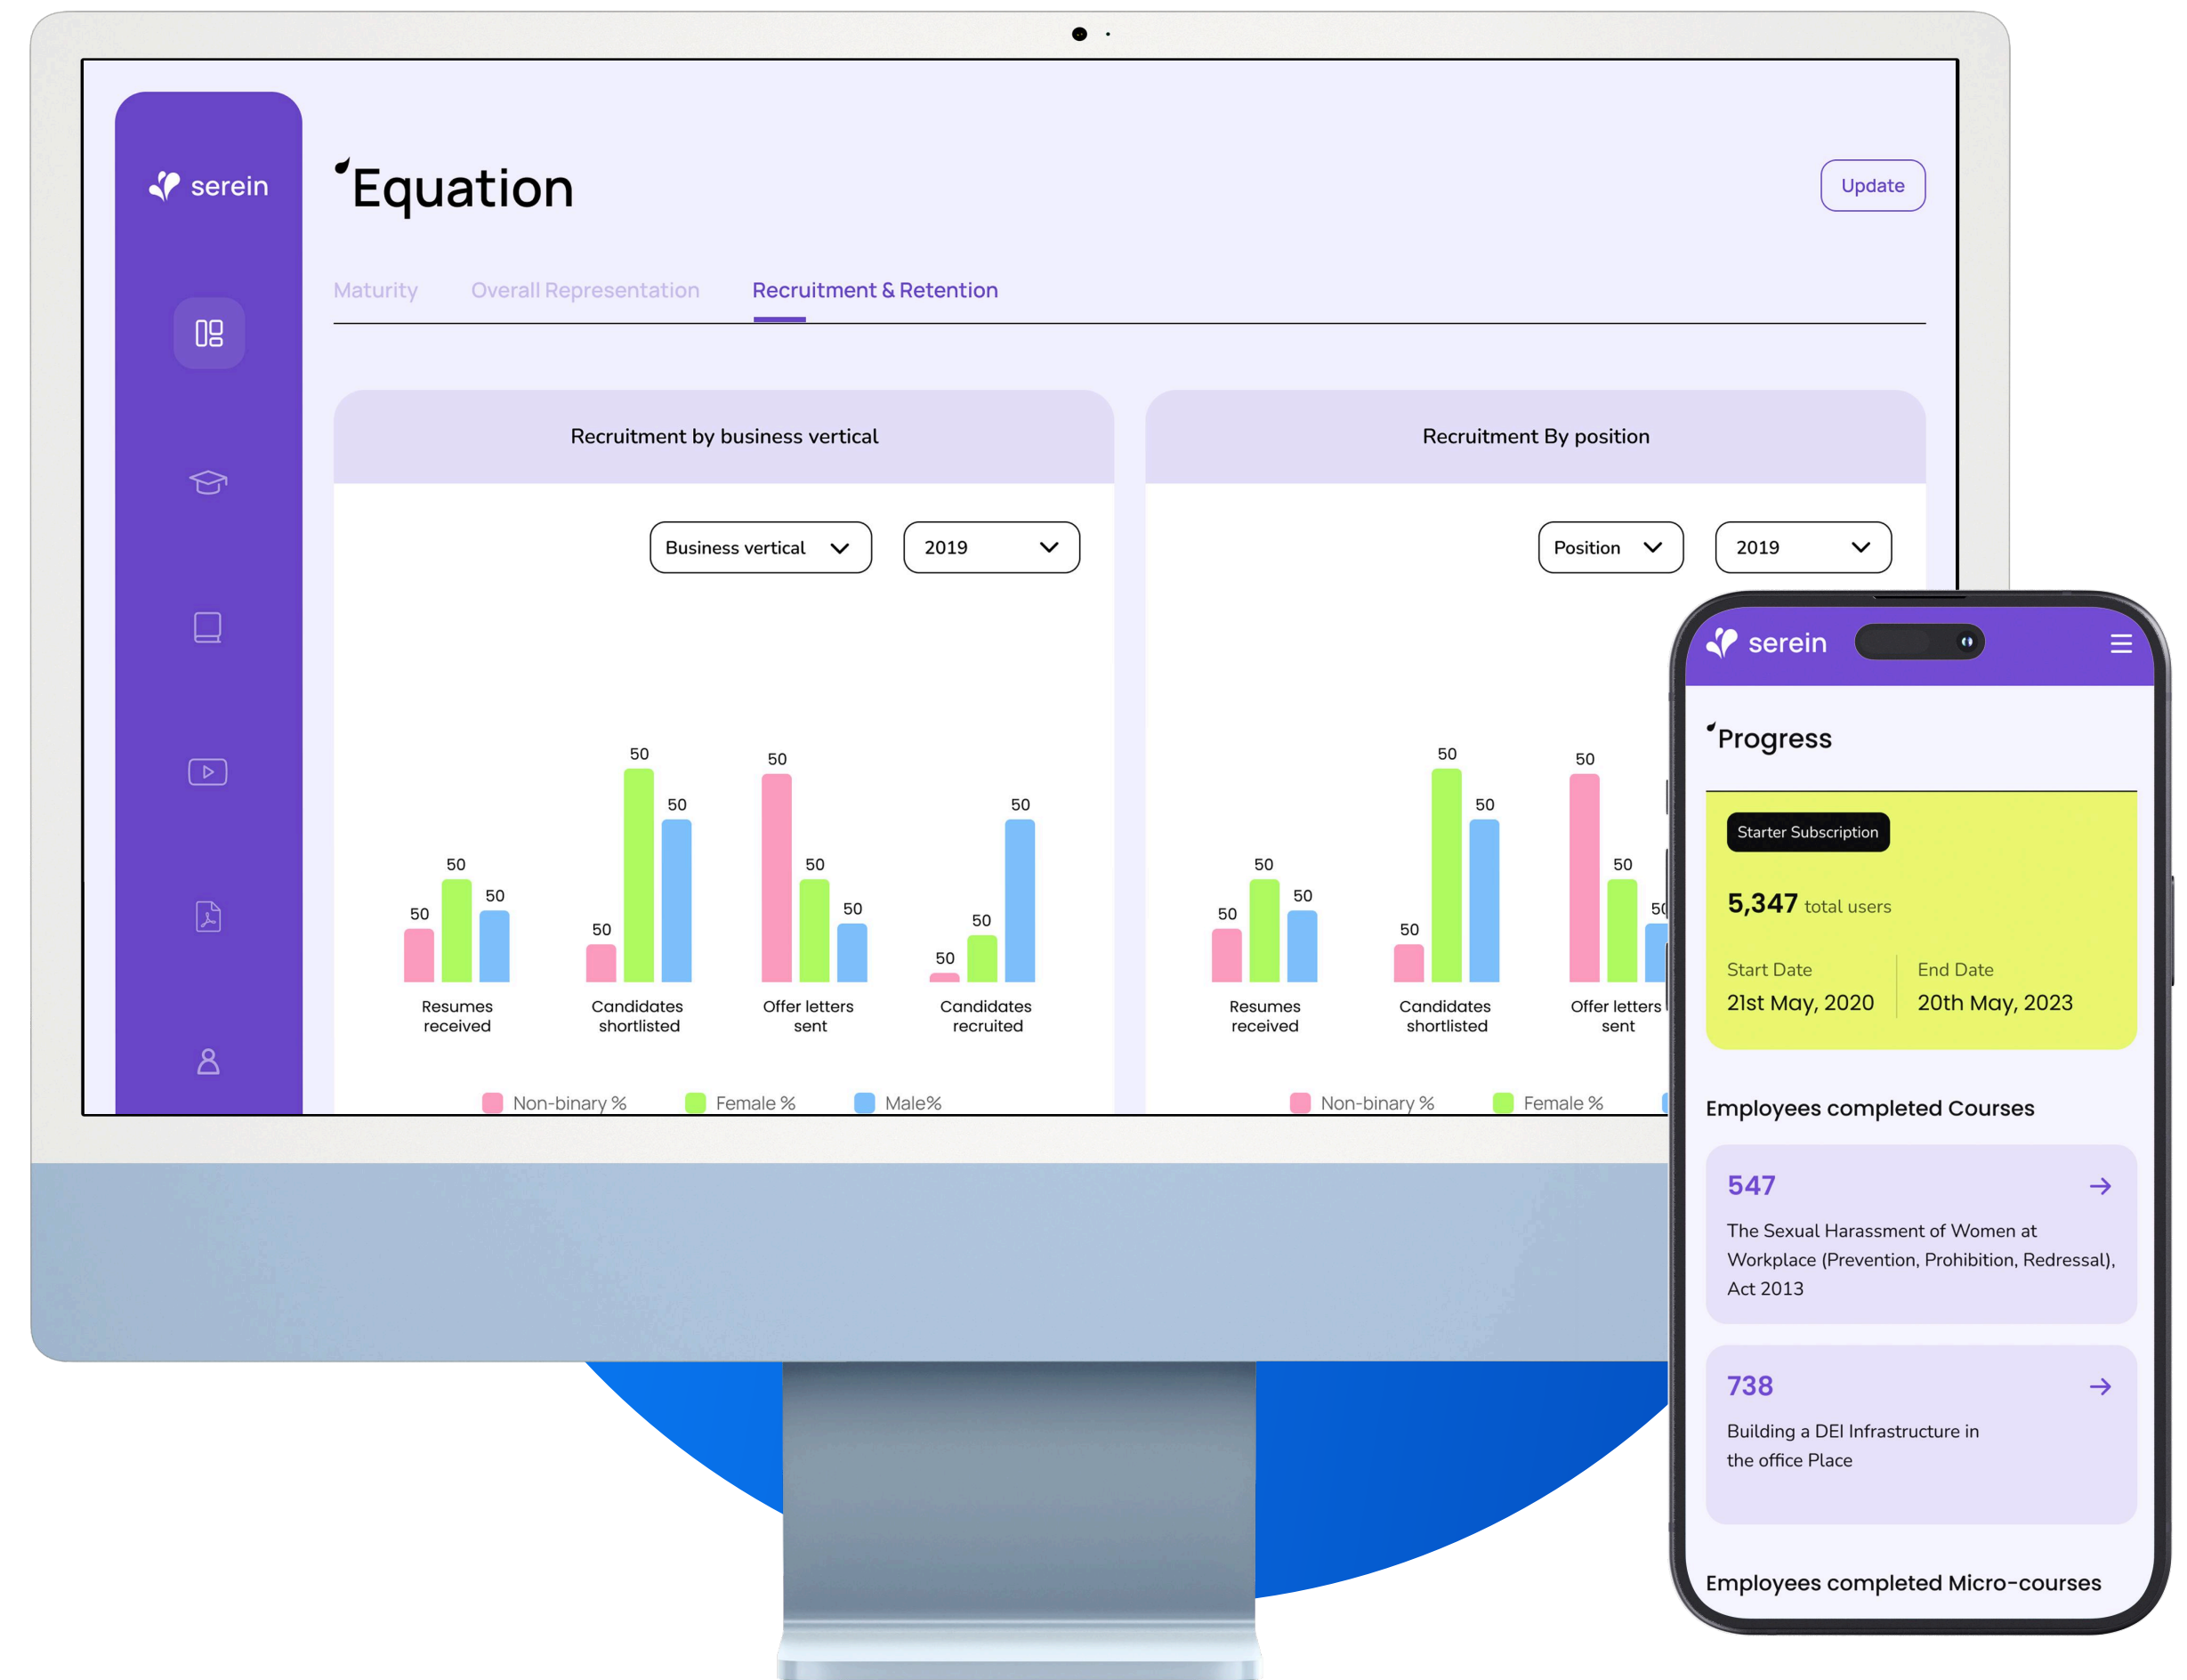 serein
Equation
Update
Maturity
Overall Representation
Recruitment & Retention
Recruitment by business vertical
Business vertical
2019
50
50
50
50
50
50
50
50
50
50
50
50
Resumes
received
Candidates
shortlisted
Offer letters
sent
Candidates
recruited
Non-binary %
Female %
Male%
Recruitment By position
Position
2019
50
50
50
50
50
50
50
50
50
Resumes
received
Candidates
shortlisted
Offer letters
sent
Non-binary %
Female %
serein
Progress
Starter Subscription
5,347 total users
Start Date
21st May, 2020
End Date
20th May, 2023
Employees completed Courses
547
The Sexual Harassment of Women at
Workplace (Prevention, Prohibition, Redressal),
Act 2013
738
Building a DEI Infrastructure in
the office Place
Employees completed Micro-courses